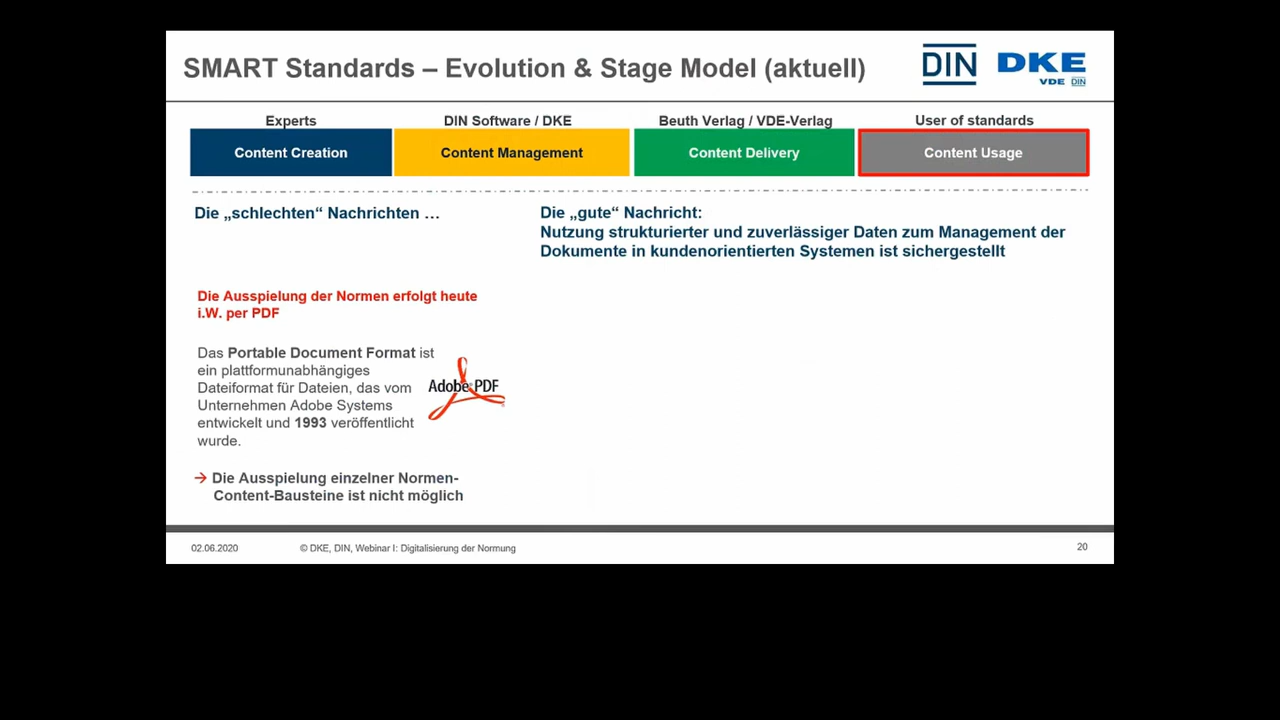 SMART Standards – Evolution & Stage Model (aktuell)
DIN
DKE
VDE DIN
Experts
DIN Software / DKE
Beuth Verlag / VDE-Verlag
User of standards
Content Creation
Content Management
Content Delivery
Content Usage
Die „schlechten“ Nachrichten …
Die „gute“ Nachricht:
Nutzung strukturierter und zuverlässiger Daten zum Management der
Dokumente in kundenorientierten Systemen ist sichergestellt
Die Ausspielung der Normen erfolgt heute
i.W. per PDF
Das Portable Document Format ist
ein plattformunabhängiges
Dateiformat für Dateien, das vom
Unternehmen Adobe Systems
entwickelt und 1993 veröffentlicht
wurde.
Adobe® PDF
→ Die Ausspielung einzelner Normen-
Content-Bausteine ist nicht möglich
02.06.2020
© DKE, DIN, Webinar I: Digitalisierung der Normung
20